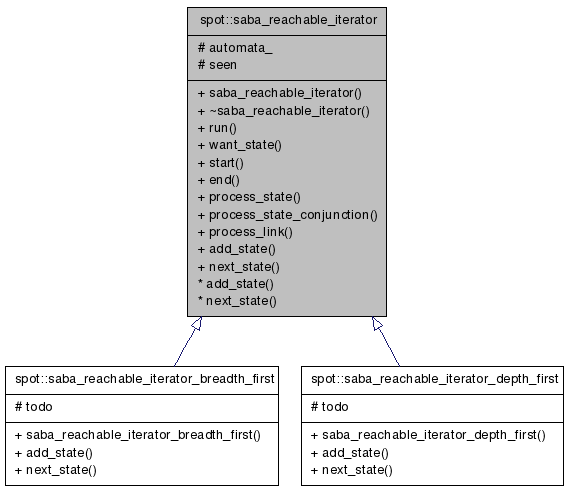 spot::saba_reachable_iterator
# automata_
# seen
+ saba_reachable_iterator()
+ ~saba_reachable_iterator()
+ run()
+ want_state()
+ start()
+ end()
+ process_state()
+ process_state_conjunction()
+ process_link()
+ add_state()
+ next_state()
* add_state()
* next_state()
spot::saba_reachable_iterator_breadth_first
# todo
+ saba_reachable_iterator_breadth_first()
+ add_state()
+ next_state()
spot::saba_reachable_iterator_depth_first
# todo
+ saba_reachable_iterator_depth_first()
+ add_state()
+ next_state()